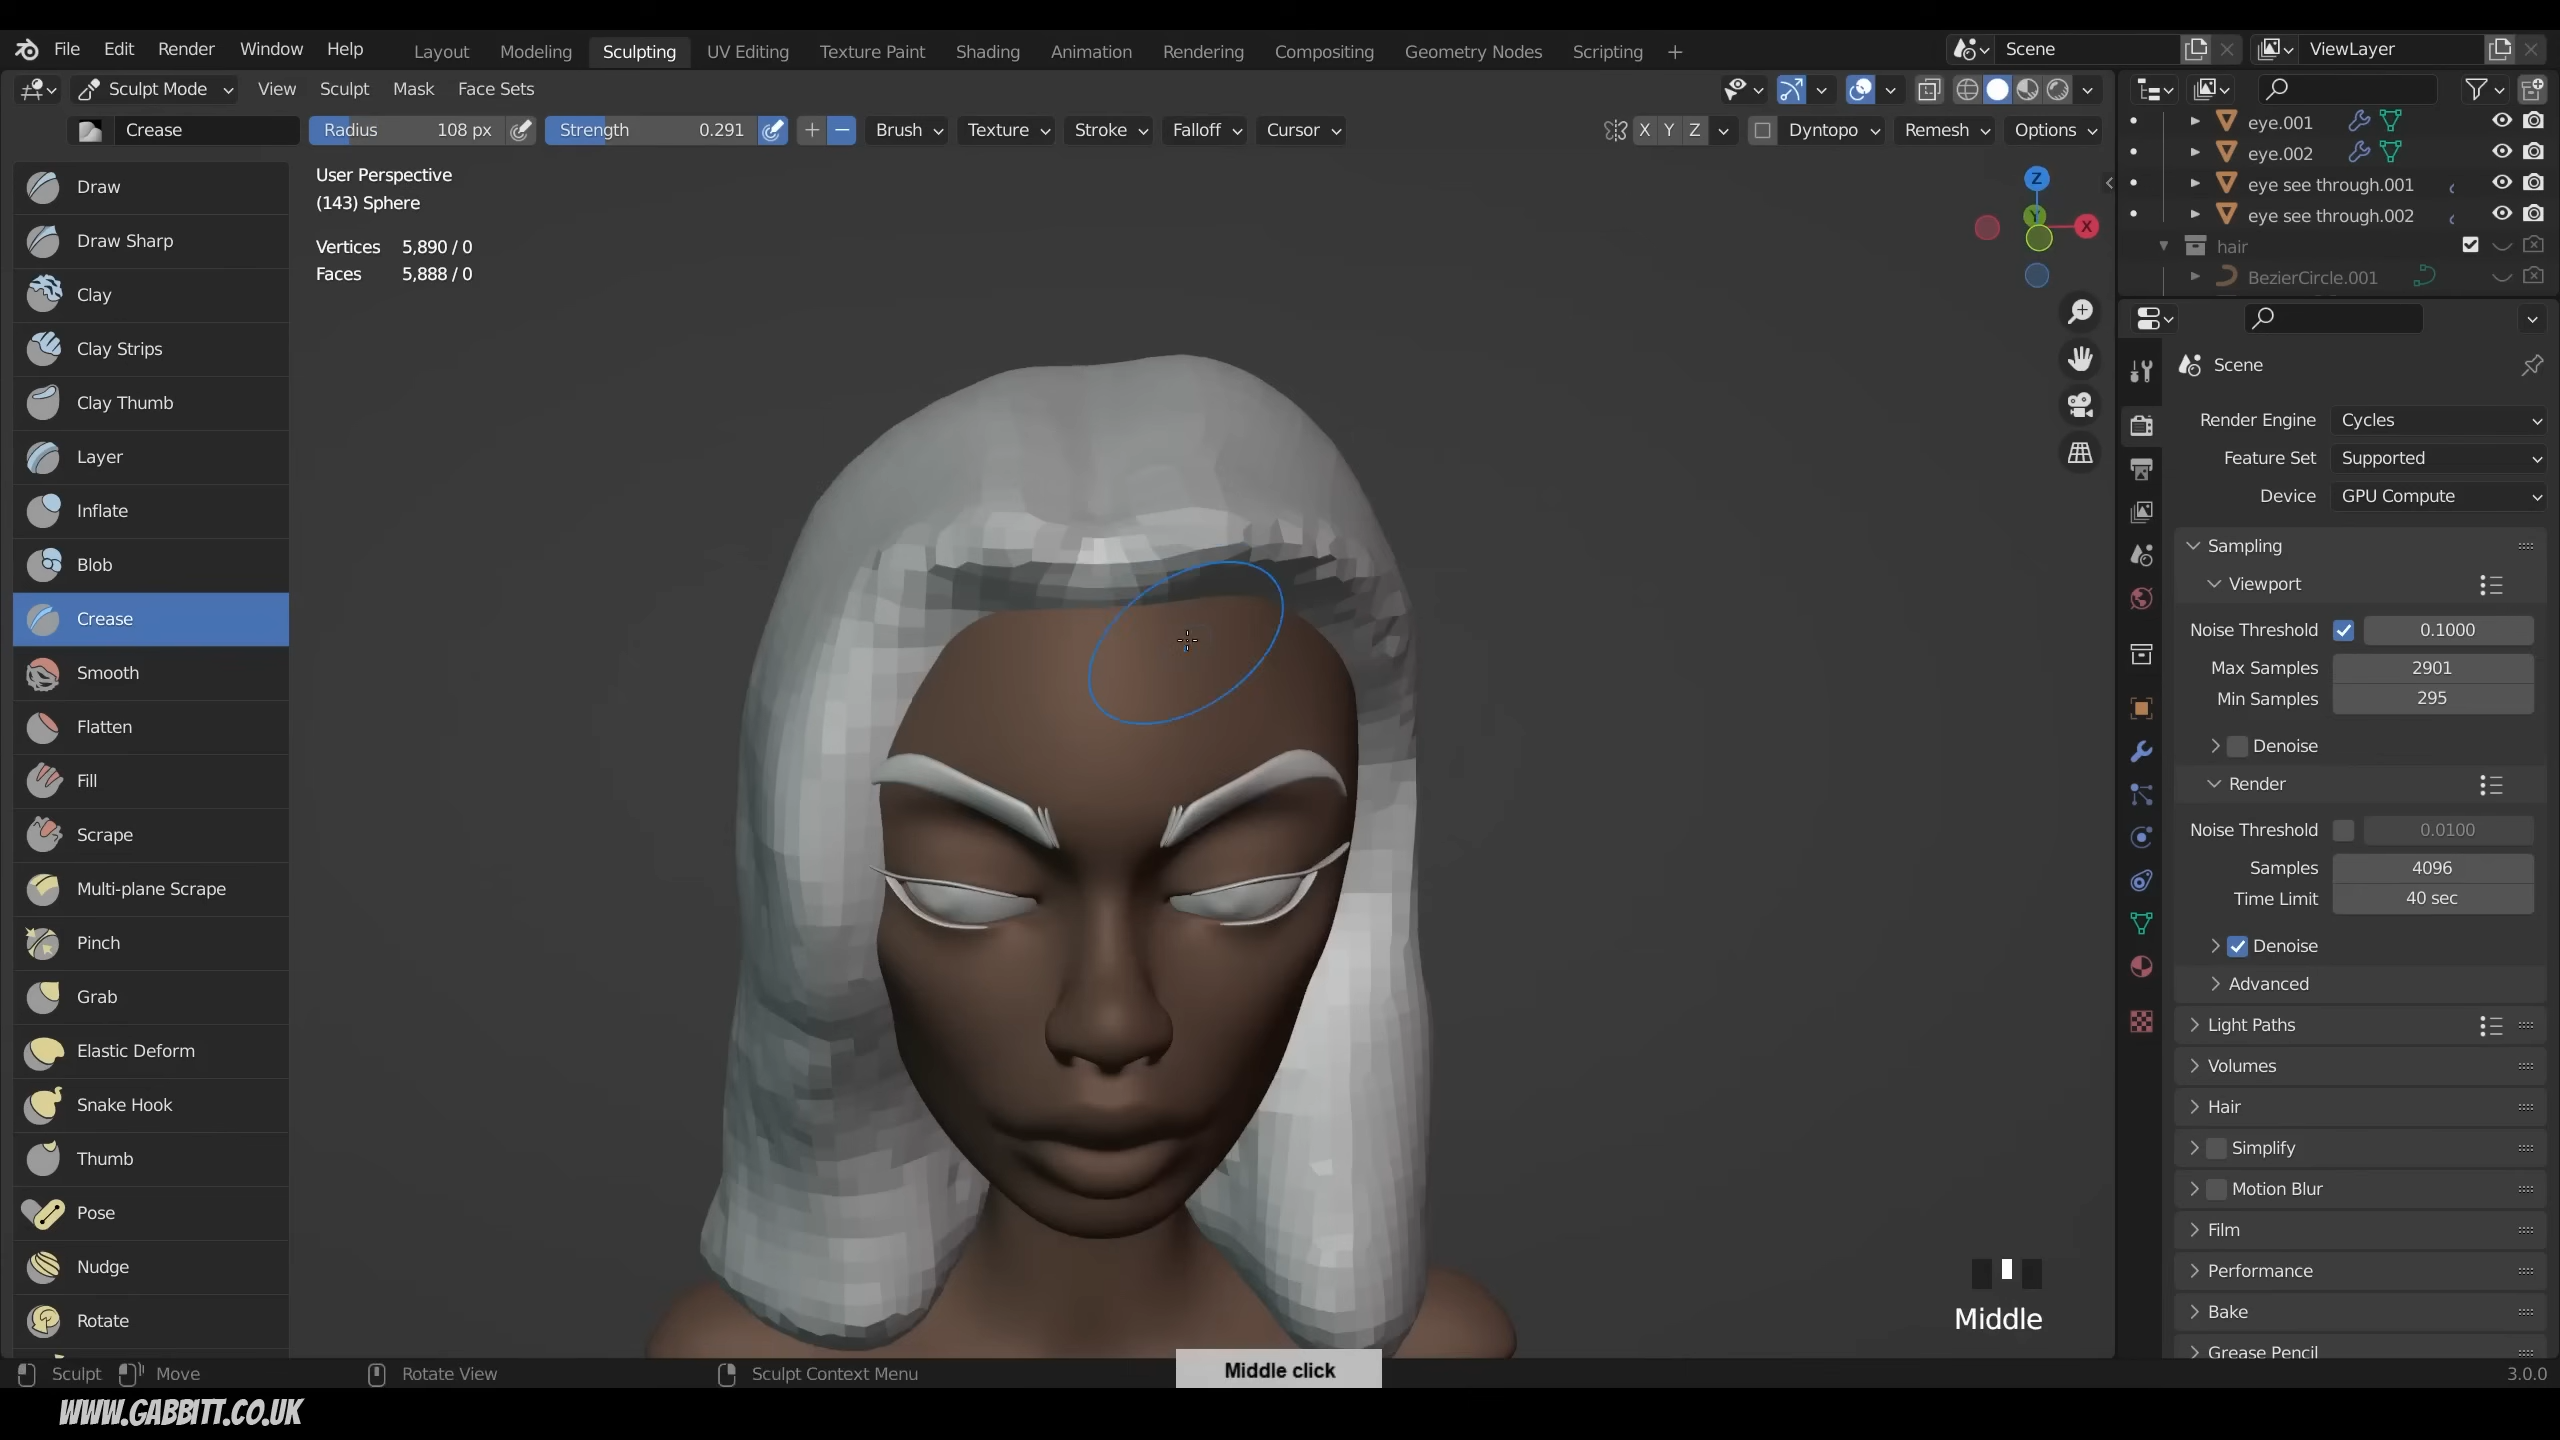 File Edit Render Window Help Layout Modeling Sculpting UV Editing Texture Paint Shading Animation Rendering Compositing Geometry Nodes Scripting + Scene ViewLayer
Sculpt Mode View Sculpt Mask Face Sets
Crease Radius 108 px Strength 0.291 Brush Texture Stroke Falloff Cursor X Y Z Dyntopo Remesh Options
Draw
Draw Sharp
Clay
Clay Strips
Clay Thumb
Layer
Inflate
Blob
Crease
Smooth
Flatten
Fill
Scrape
Multi-plane Scrape
Pinch
Grab
Elastic Deform
Snake Hook
Thumb
Pose
Nudge
Rotate
User Perspective
(143) Sphere
Vertices 5,890 / 0
Faces 5,888 / 0
Z
Y
X
eye.001
eye.002
eye see through.001
eye see through.002
hair
BezierCircle.001
Scene
Render Engine Cycles
Feature Set Supported
Device GPU Compute
Sampling
Viewport
Noise Threshold 0.1000
Max Samples 2901
Min Samples 295
Denoise
Render
Noise Threshold 0.0100
Samples 4096
Time Limit 40 sec
Denoise
Advanced
Light Paths
Volumes
Hair
Simplify
Motion Blur
Film
Performance
Bake
Grease Pencil
Middle
Sculpt Move Rotate View Sculpt Context Menu Middle click 3.0.0
WWW.GABBITT.CO.UK